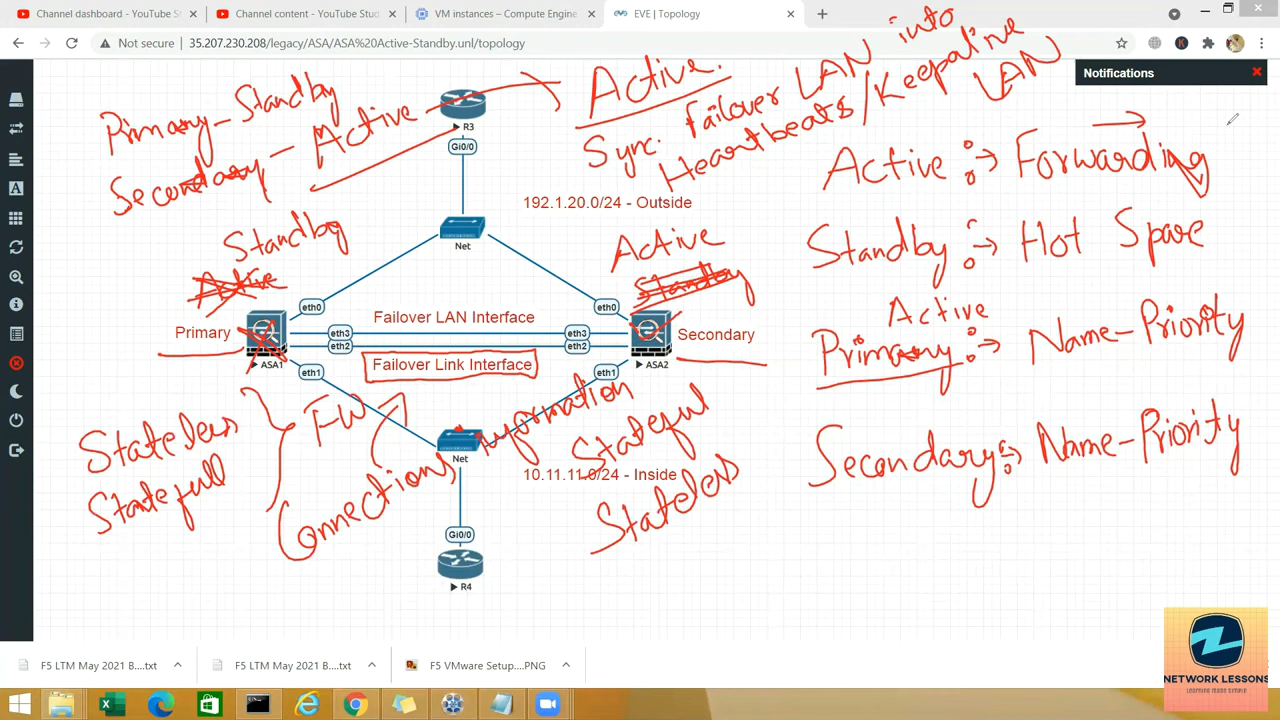 Channel dashboard - YouTube S
Channel content - YouTube Stud
VM instances – Compute Engine
EVE | Topology
Not secure
35.207.230.208/legacy/ASA/ASA%20Active-Standby.unl/topology
K
Notifications
Primary - Standby
Secondary - Active
Active.
Sync. Failover LAN into
Heartbeats / Keepalive
LAN
R3
Gi0/0
192.1.20.0/24 - Outside
Net
Standby
Active
Active
Standby
eth0
eth0
Primary
Failover LAN Interface
Secondary
eth3
eth3
eth2
eth2
ASA1
ASA2
Failover Link Interface
eth1
eth1
Active :→ Forwarding
Standby :→ Hot Spare
Active
Primary :→ Name-Priority
Secondary :→ Name-Priority
Stateless
Statefull
FW
Connections information
Stateful
Stateless
Net
10.11.11.0/24 - Inside
Gi0/0
R4
F5 LTM May 2021 B....txt
F5 LTM May 2021 B....txt
F5 VMware Setup....PNG
NETWORK LESSONS
LEARNING MADE SIMPLE